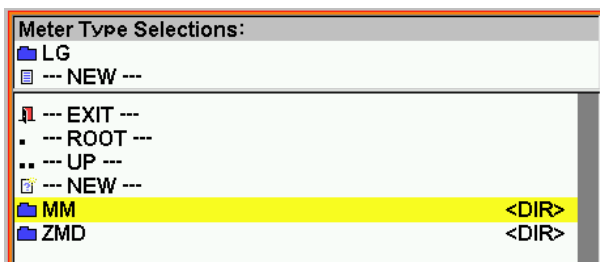 Meter Type Selections:
LG
--- NEW ---
--- EXIT ---
--- ROOT ---
--- UP ---
--- NEW ---
MM <DIR>
ZMD <DIR>